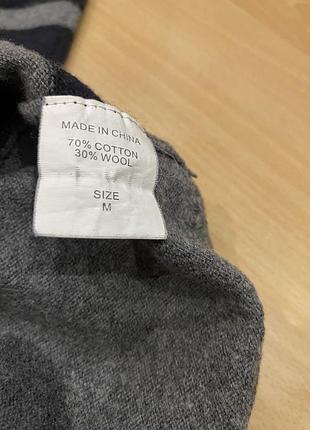 MADE IN CHINA
70% COTTON
30% WOOL
SIZE
M